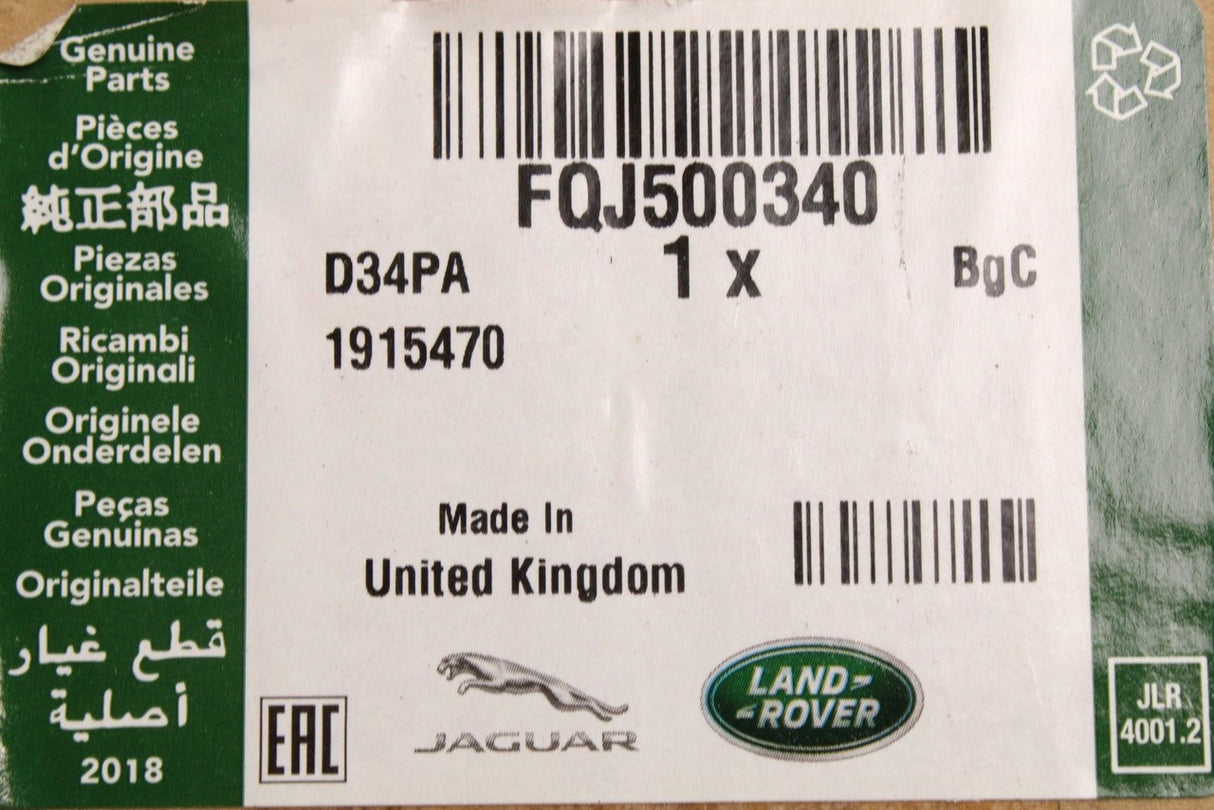 Genuine
Parts
Pièces
d'Origine
純正部品
Piezas
Originales
Ricambi
Originali
Originele
Onderdelen
Peças
Genuinas
Originalteile
قطع غيار
أصلية
2018
FQJ500340
1 x
D34PA
BgC
1915470
Made In
United Kingdom
EAC
JAGUAR
LAND-
-ROVER
JLR
4001.2